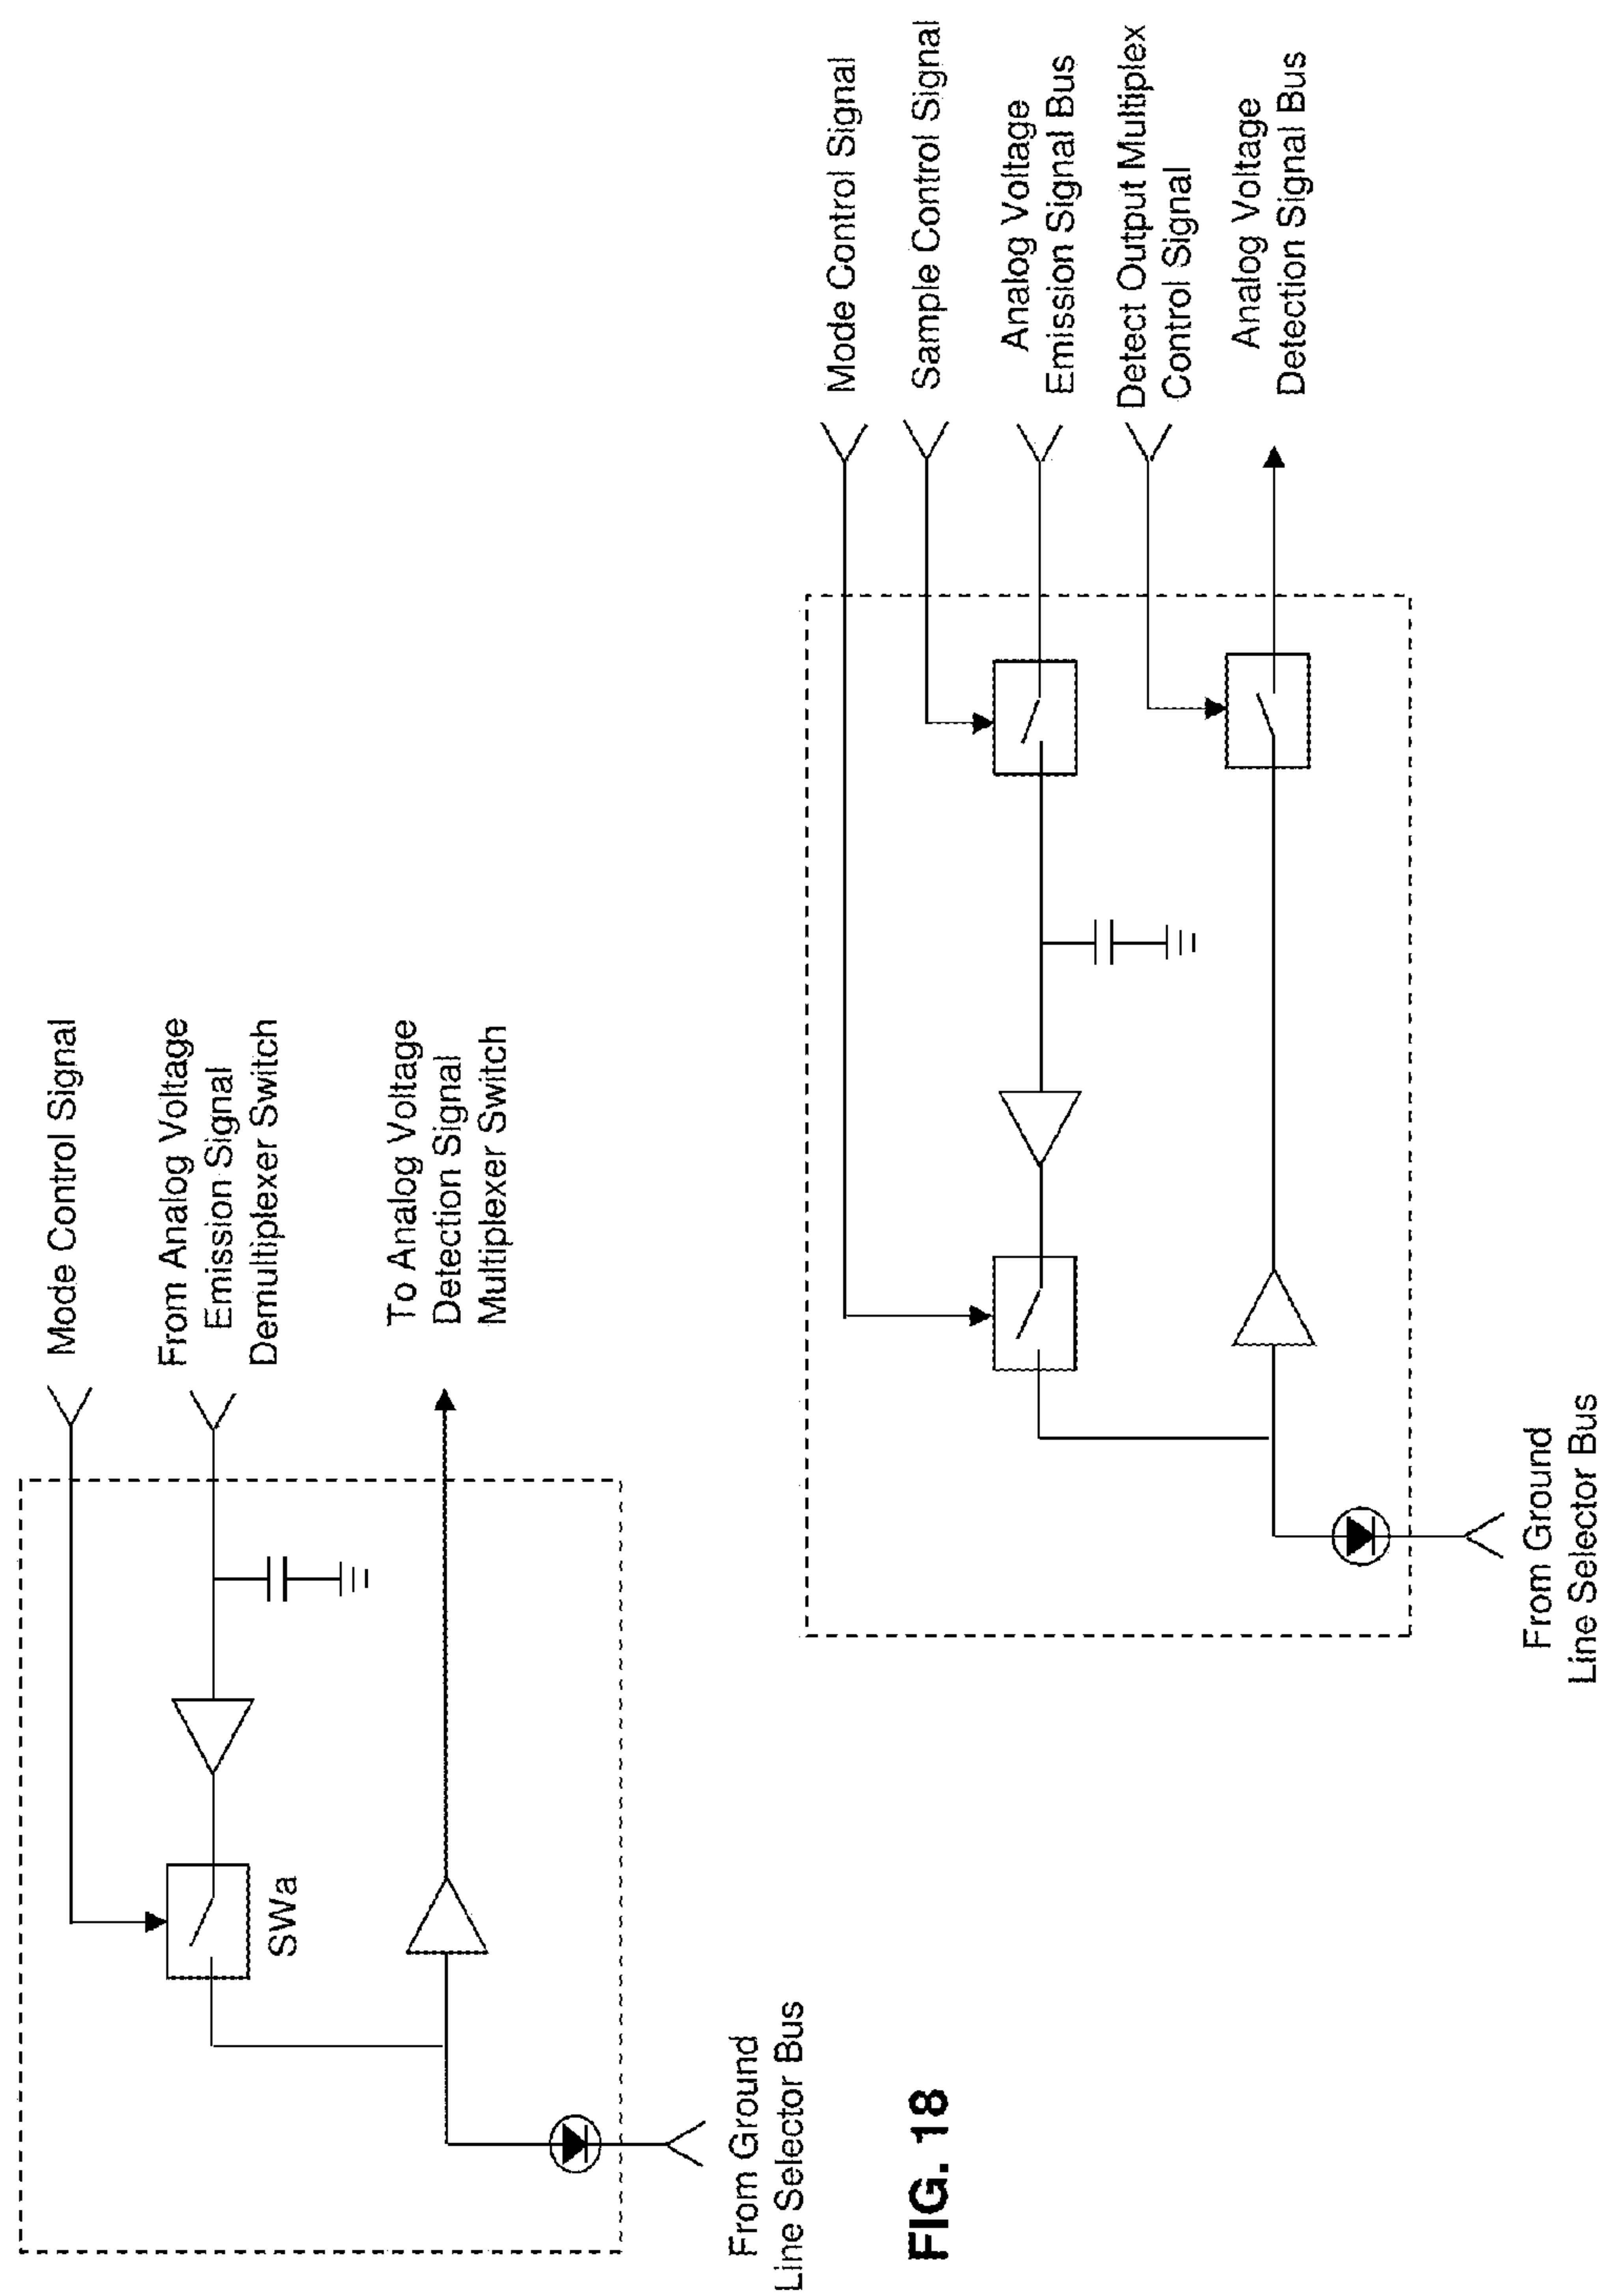 Mode Control Signal
From Analog Voltage
Emission Signal
Demultiplexer Switch
To Analog Voltage
Detection Signal
Multiplexer Switch
SWa
From Ground
Line Selector Bus
Mode Control Signal
Sample Control Signal
Analog Voltage
Emission Signal Bus
Detect Output Multiplex
Control Signal
Analog Voltage
Detection Signal Bus
From Ground
Line Selector Bus
FIG. 18